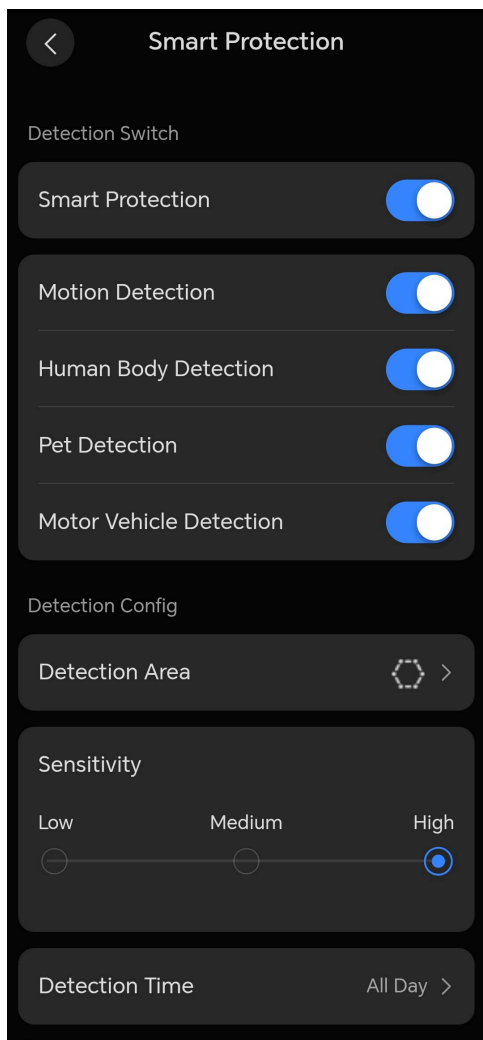 Smart Protection
Detection Switch
Smart Protection
Motion Detection
Human Body Detection
Pet Detection
Motor Vehicle Detection
Detection Config
Detection Area
Sensitivity
Low Medium High
Detection Time All Day